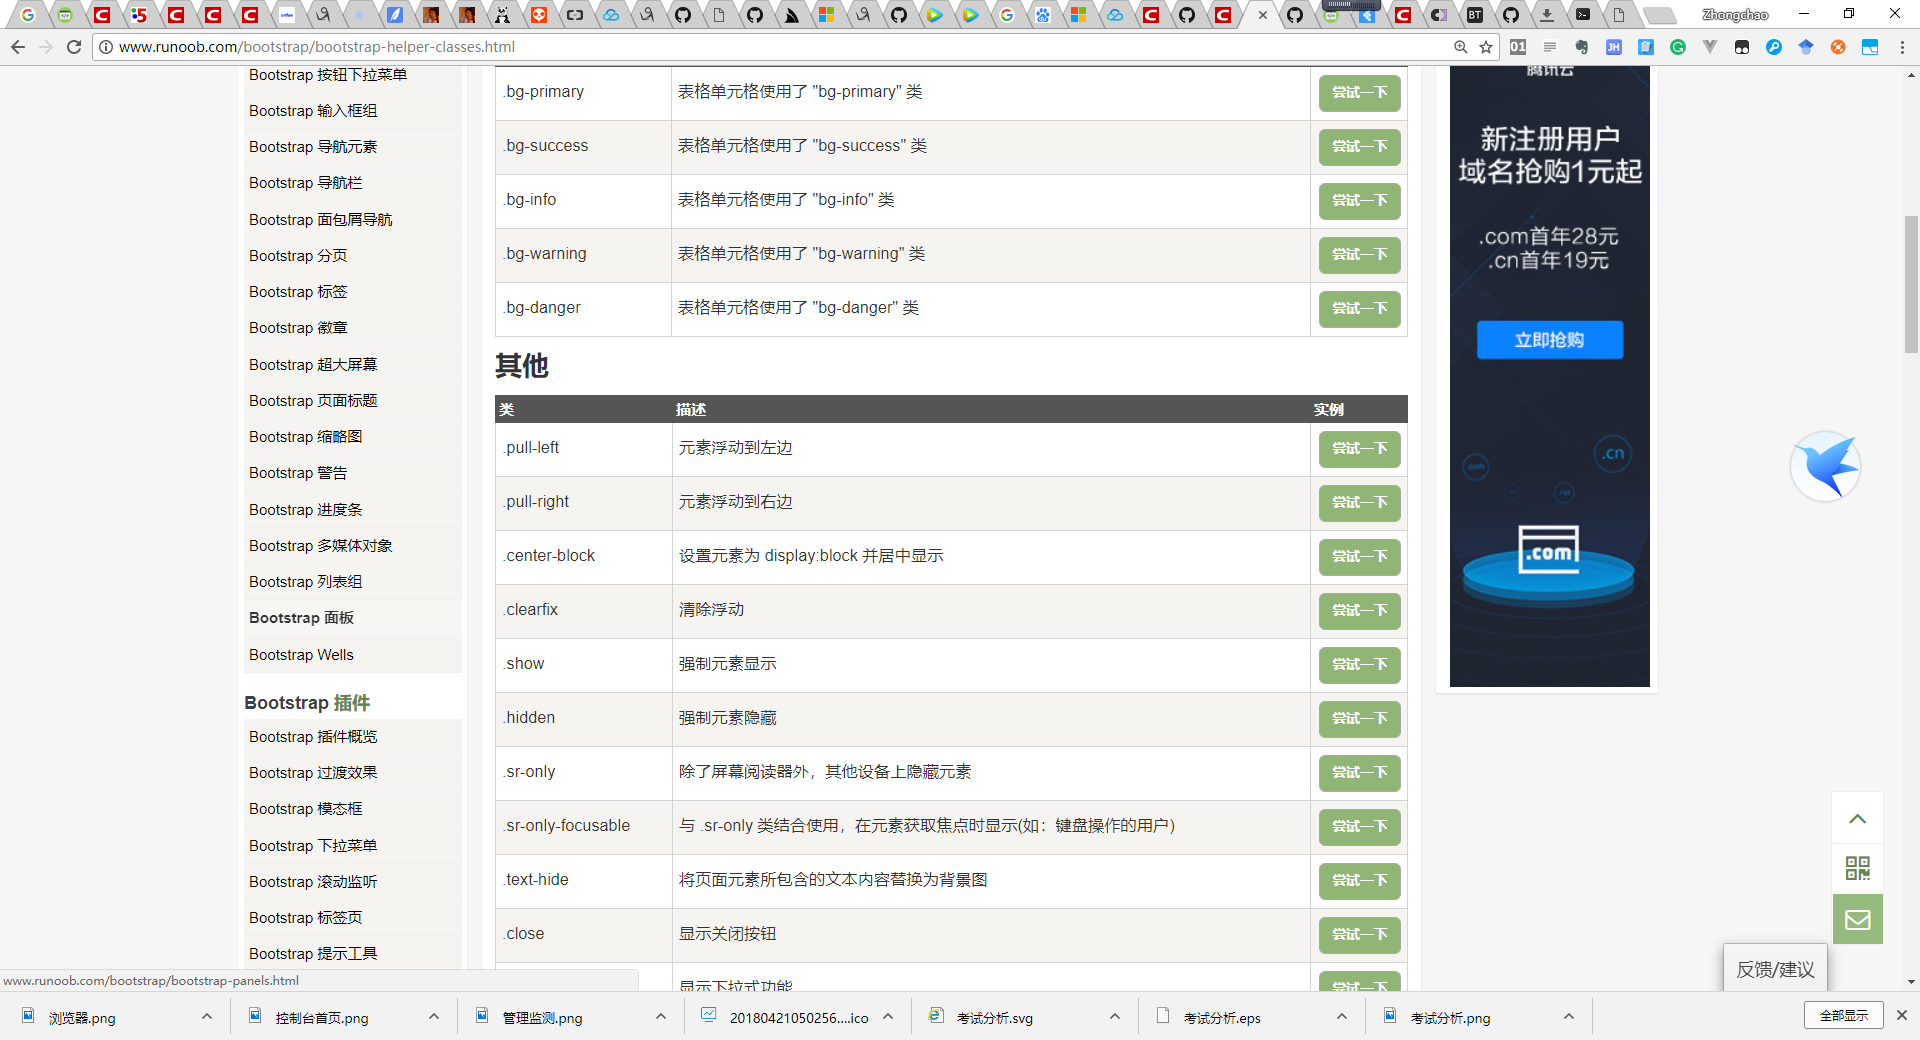 Zhongchao
www.runoob.com/bootstrap/bootstrap-helper-classes.html
Bootstrap 按钮下拉菜单
Bootstrap 输入框组
Bootstrap 导航元素
Bootstrap 导航栏
Bootstrap 面包屑导航
Bootstrap 分页
Bootstrap 标签
Bootstrap 徽章
Bootstrap 超大屏幕
Bootstrap 页面标题
Bootstrap 缩略图
Bootstrap 警告
Bootstrap 进度条
Bootstrap 多媒体对象
Bootstrap 列表组
Bootstrap 面板
Bootstrap Wells
Bootstrap 插件
Bootstrap 插件概览
Bootstrap 过渡效果
Bootstrap 模态框
Bootstrap 下拉菜单
Bootstrap 滚动监听
Bootstrap 标签页
Bootstrap 提示工具
.bg-primary 表格单元格使用了 "bg-primary" 类 尝试一下
.bg-success 表格单元格使用了 "bg-success" 类 尝试一下
.bg-info 表格单元格使用了 "bg-info" 类 尝试一下
.bg-warning 表格单元格使用了 "bg-warning" 类 尝试一下
.bg-danger 表格单元格使用了 "bg-danger" 类 尝试一下
其他
类 描述 实例
.pull-left 元素浮动到左边 尝试一下
.pull-right 元素浮动到右边 尝试一下
.center-block 设置元素为 display:block 并居中显示 尝试一下
.clearfix 清除浮动 尝试一下
.show 强制元素显示 尝试一下
.hidden 强制元素隐藏 尝试一下
.sr-only 除了屏幕阅读器外，其他设备上隐藏元素 尝试一下
.sr-only-focusable 与 .sr-only 类结合使用，在元素获取焦点时显示(如：键盘操作的用户) 尝试一下
.text-hide 将页面元素所包含的文本内容替换为背景图 尝试一下
.close 显示关闭按钮 尝试一下
显示下拉式功能 尝试一下
腾讯云
新注册用户
域名抢购1元起
.com首年28元
.cn首年19元
立即抢购
.cn
.com
反馈/建议
www.runoob.com/bootstrap/bootstrap-panels.html
浏览器.png
控制台首页.png
管理监测.png
20180421050256....ico
考试分析.svg
考试分析.eps
考试分析.png
全部显示